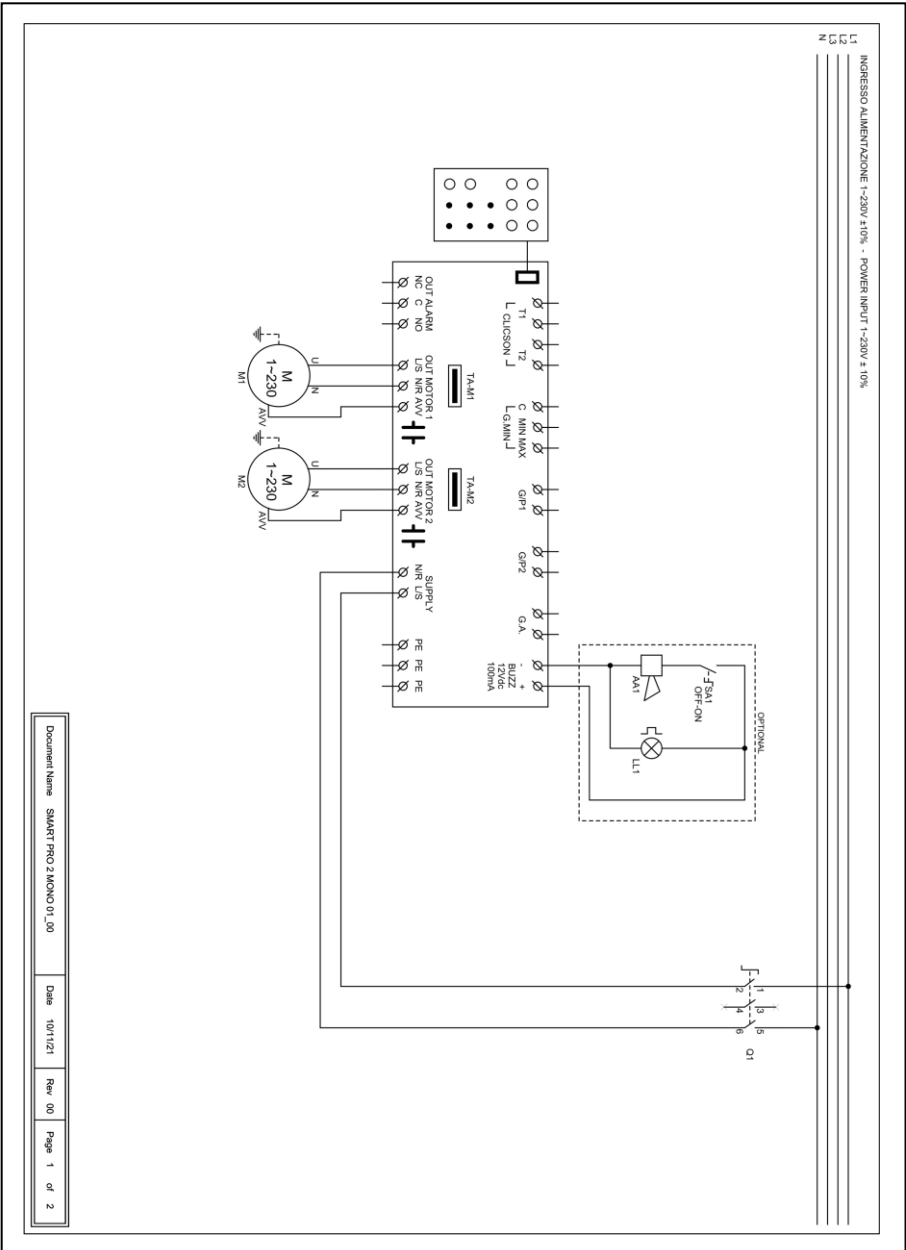 INGRESSO ALIMENTAZIONE 1~230V ±10% - POWER INPUT 1~230V ± 10%
L1
L2
L3
N
OPTIONAL
SA1
OFF-ON
AA1
LL1
1 3 5
2 4 6
Q1
T1 T2
CLICSON
C MIN MAX
G.MIN
G/P1
G/P2
G.A.
- +
BUZZ
12Vdc
100mA
TA-M1
TA-M2
OUT ALARM
NC C NO
OUT MOTOR 1
L/S N/R AVV
OUT MOTOR 2
L/S N/R AVV
SUPPLY
N/R L/S
PE PE PE
U N AVV
M
1~230
M1
U N AVV
M
1~230
M2
Document Name SMART PRO 2 MONO 01_00 Date 10/11/21 Rev 00 Page 1 of 2